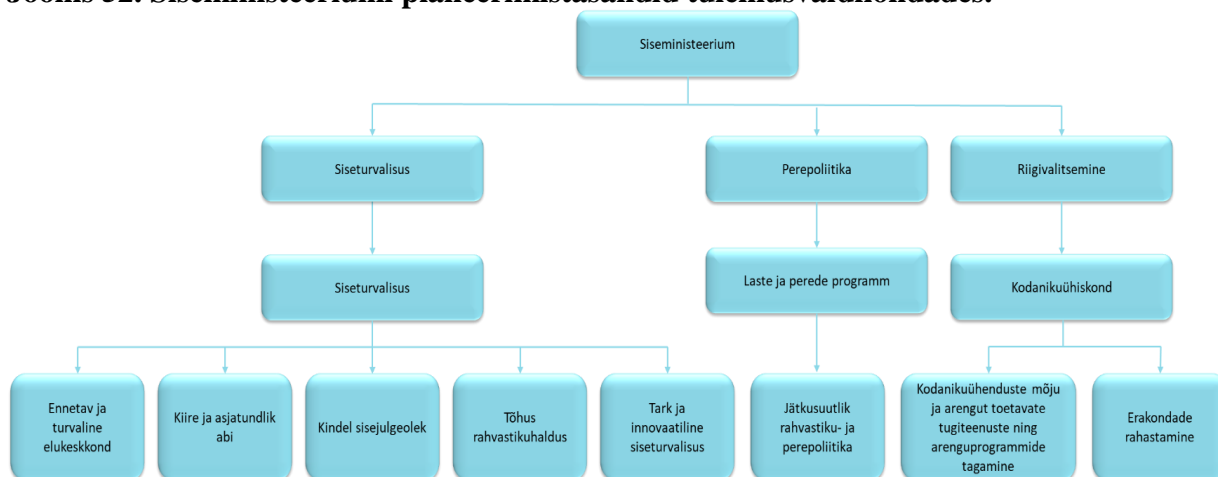 Joonis 32. Siseministeeriumi planeerimistasandid tulemusvaldkondades.
Siseministeerium
Siseturvalisus
Perepoliitika
Riigivalitsemine
Siseturvalisus
Laste ja perede programm
Kodanikuühiskond
Ennetav ja
turvaline
elukeskkond
Kiire ja asjatundlik
abi
Kindel sisejulgeolek
Tõhus
rahvastikuhaldus
Tark ja
innovaatiline
siseturvalisus
Jätkusuutlik
rahvastiku- ja
perepoliitika
Kodanikuühenduste mõju
ja arengut toetavate
tugiteenuste ning
arenguprogrammide
tagamine
Erakondade
rahastamine